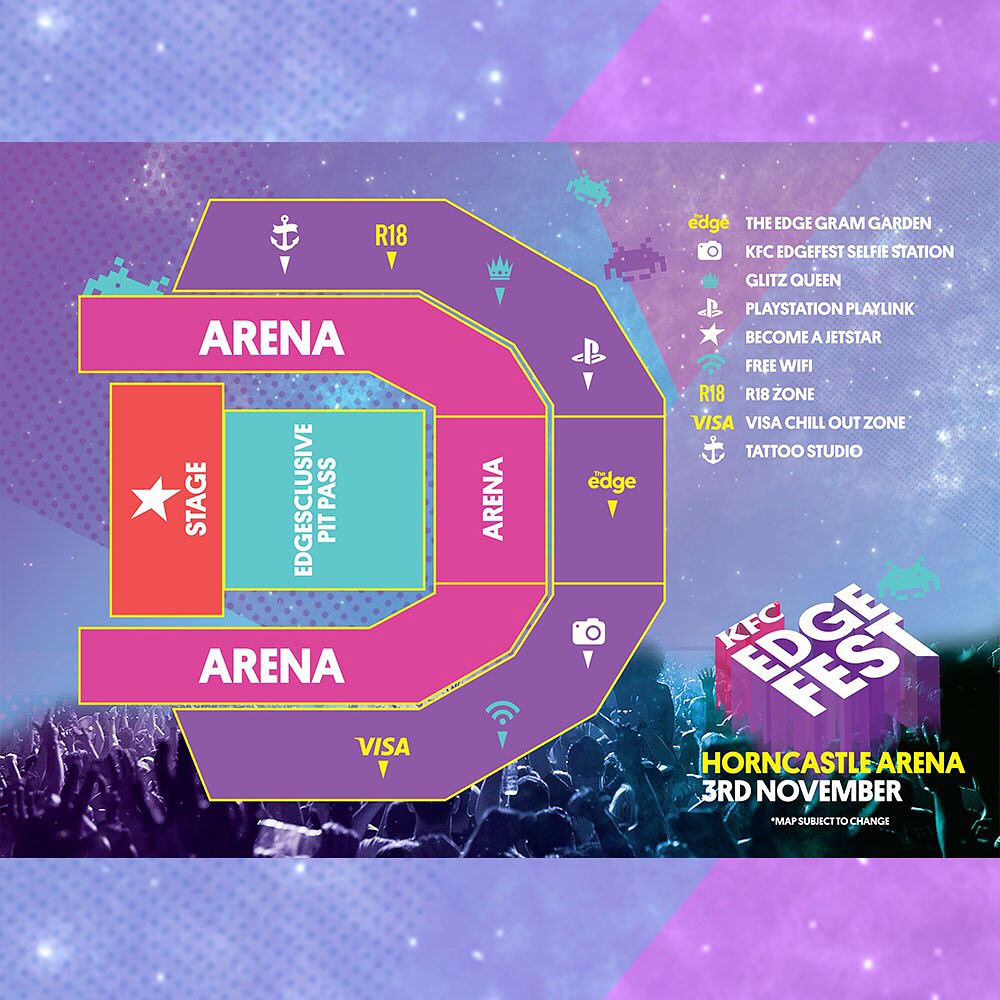 R18
ARENA
STAGE
EDGESCLUSIVE
PIT PASS
ARENA
The edge
ARENA
VISA
The edge THE EDGE GRAM GARDEN
KFC EDGEFEST SELFIE STATION
GLITZ QUEEN
PLAYSTATION PLAYLINK
BECOME A JETSTAR
FREE WIFI
R18 R18 ZONE
VISA VISA CHILL OUT ZONE
TATTOO STUDIO
KFC
EDGE
FEST
HORNCASTLE ARENA
3RD NOVEMBER
*MAP SUBJECT TO CHANGE